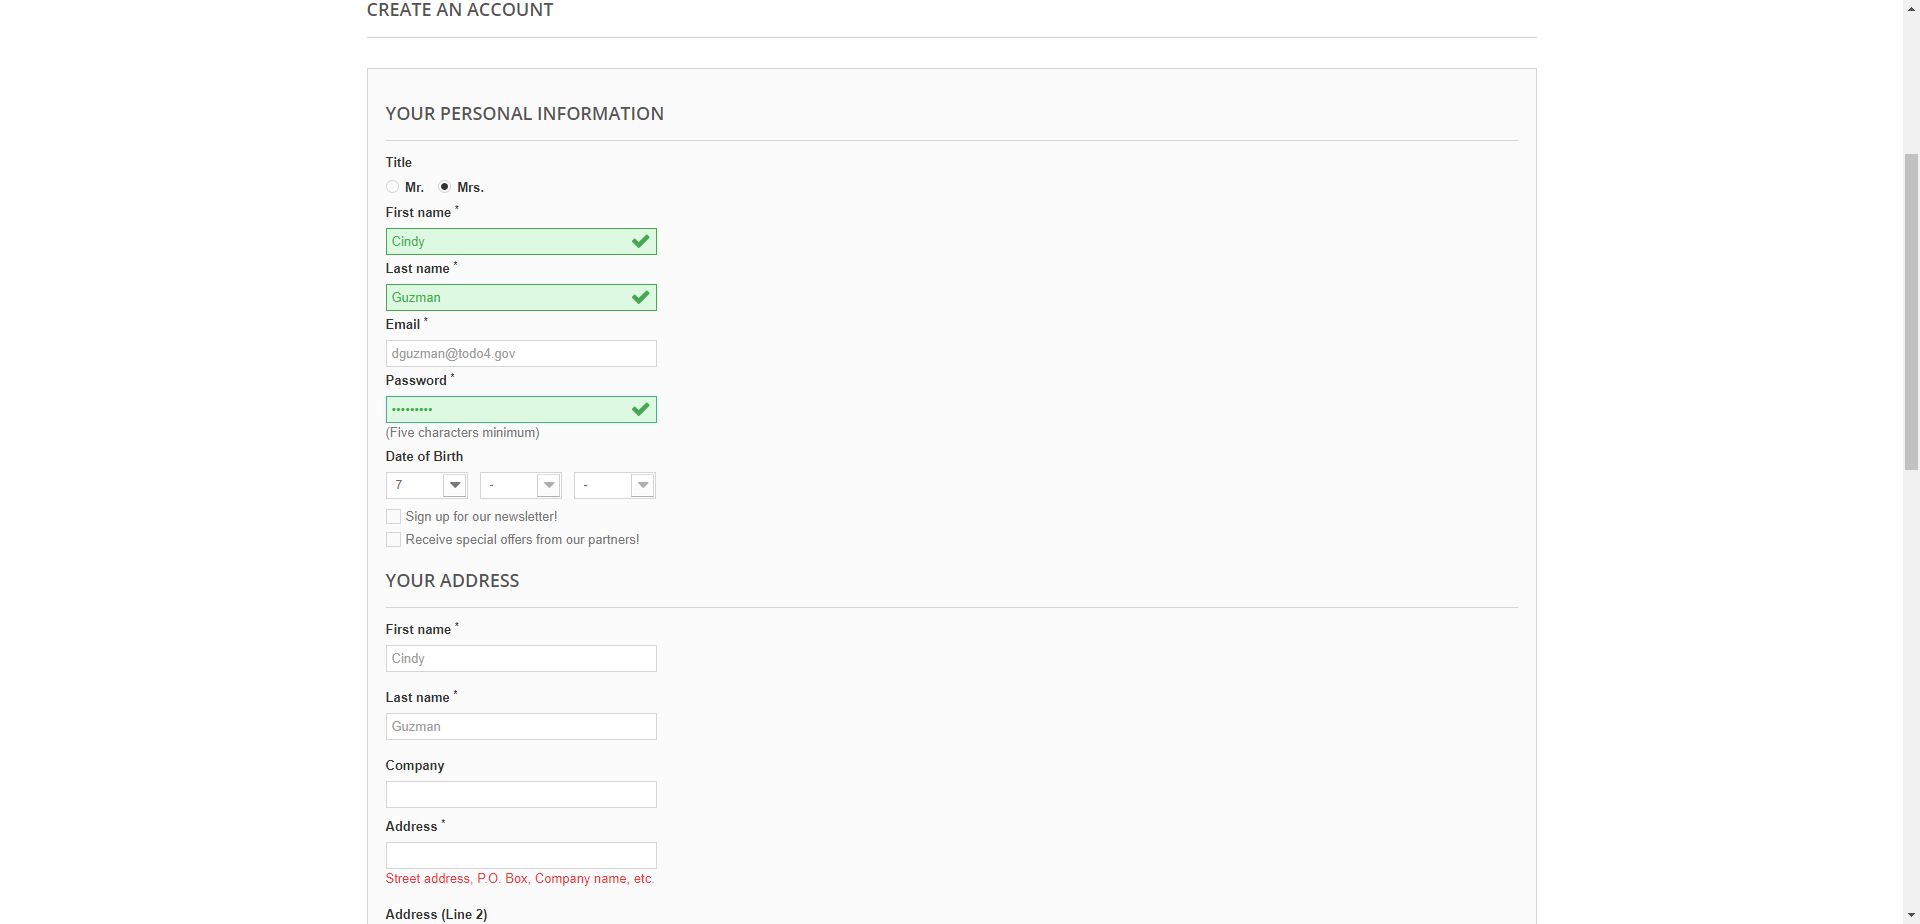 CREATE AN ACCOUNT
YOUR PERSONAL INFORMATION
Title
Mr. Mrs.
First name *
Cindy
Last name *
Guzman
Email *
dguzman@todo4.gov
Password *
•••••••••
(Five characters minimum)
Date of Birth
7 - -
Sign up for our newsletter!
Receive special offers from our partners!
YOUR ADDRESS
First name *
Cindy
Last name *
Guzman
Company
Address *
Street address, P.O. Box, Company name, etc.
Address (Line 2)